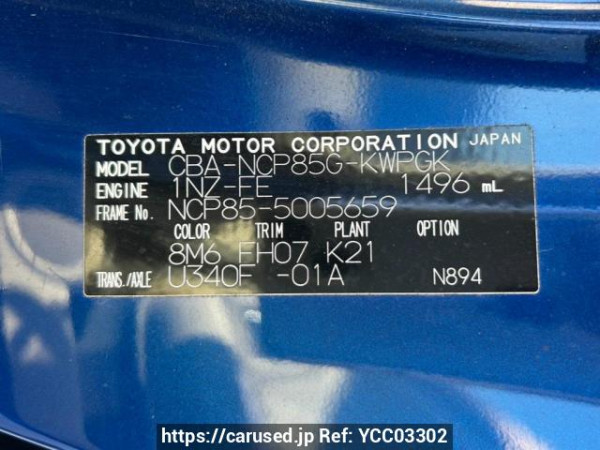 TOYOTA MOTOR CORPORATION JAPAN
MODEL CBA-NCP85G-KWPGK
ENGINE 1NZ-FE 1496 mL
FRAME No. NCP85-5005659
COLOR TRIM PLANT OPTION
8M6 FH07 K21
TRANS./AXLE U340F -01A N894
https://carused.jp Ref: YCC03302